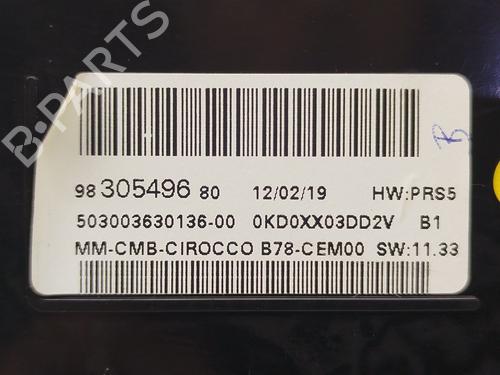 B-PARTS
B
98 305496 80 12/02/19 HW:PRS5
503003630136-00 0KD0XX03DD2V B1
MM-CMB-CIROCCO B78-CEM00 SW:11.33